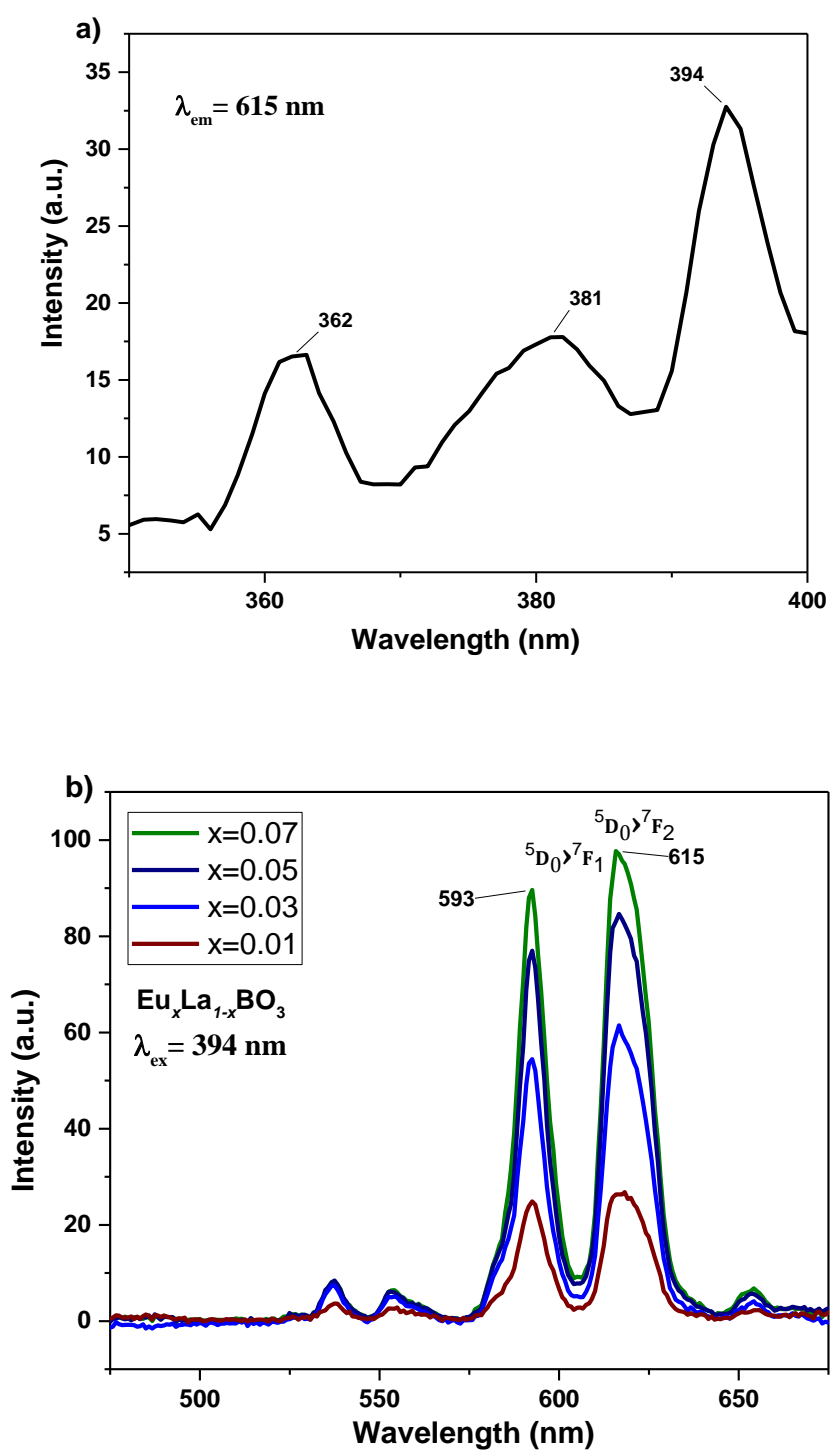 a)
λem= 615 nm
394
362
381
Intensity (a.u.)
35
30
25
20
15
10
5
360
380
400
Wavelength (nm)
b)
x=0.07
x=0.05
x=0.03
x=0.01
⁵D₀›⁷F₂
⁵D₀›⁷F₁
615
593
EuₓLa₁₋ₓBO₃
λex= 394 nm
Intensity (a.u.)
100
80
60
40
20
0
500
550
600
650
Wavelength (nm)